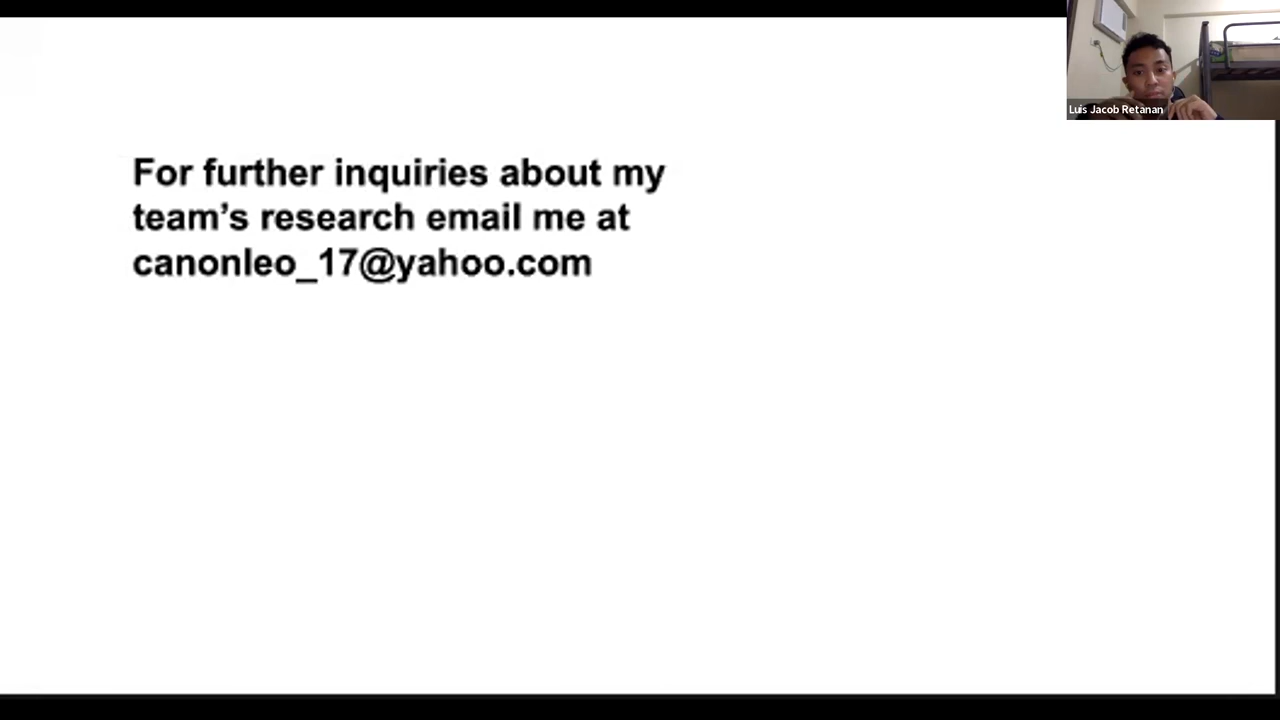 Luis Jacob Retanan
For further inquiries about my
team's research email me at
canonleo_17@yahoo.com